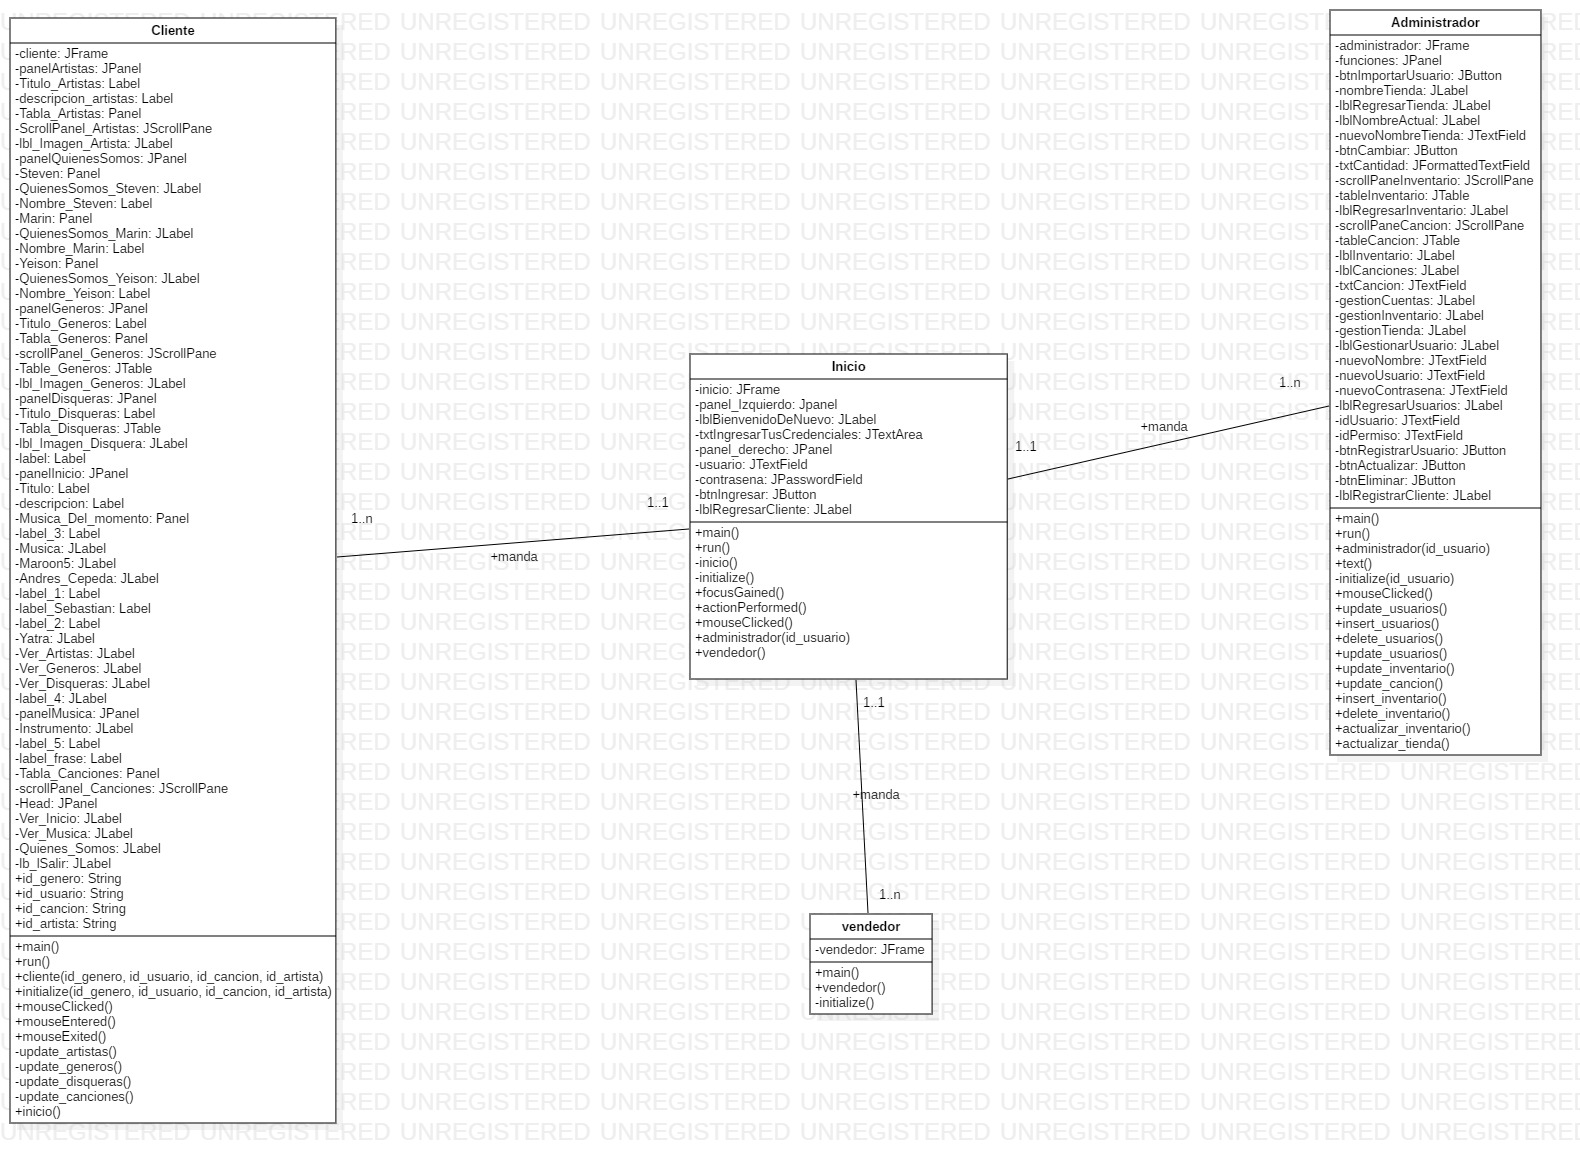 Cliente
-cliente: JFrame
-panelArtistas: JPanel
-Titulo_Artistas: Label
-descripcion_artistas: Label
-Tabla_Artistas: Panel
-ScrollPanel_Artistas: JScrollPane
-lbl_Imagen_Artista: JLabel
-panelQuienesSomos: JPanel
-Steven: Panel
-QuienesSomos_Steven: JLabel
-Nombre_Steven: Label
-Marin: Panel
-QuienesSomos_Marin: JLabel
-Nombre_Marin: Label
-Yeison: Panel
-QuienesSomos_Yeison: JLabel
-Nombre_Yeison: Label
-panelGeneros: JPanel
-Titulo_Generos: Label
-Tabla_Generos: Panel
-scrollPanel_Generos: JScrollPane
-Table_Generos: JTable
-lbl_Imagen_Generos: JLabel
-panelDisqueras: JPanel
-Titulo_Disqueras: Label
-Tabla_Disqueras: JTable
-lbl_Imagen_Disquera: JLabel
-label: Label
-panelInicio: JPanel
-Titulo: Label
-descripcion: Label
-Musica_Del_momento: Panel
-label_3: Label
-Musica: JLabel
-Maroon5: JLabel
-Andres_Cepeda: JLabel
-label_1: Label
-label_Sebastian: Label
-label_2: Label
-Yatra: JLabel
-Ver_Artistas: JLabel
-Ver_Generos: JLabel
-Ver_Disqueras: JLabel
-label_4: JLabel
-panelMusica: JPanel
-Instrumento: JLabel
-label_5: Label
-label_frase: Label
-Tabla_Canciones: Panel
-scrollPanel_Canciones: JScrollPane
-Head: JPanel
-Ver_Inicio: JLabel
-Ver_Musica: JLabel
-Quienes_Somos: JLabel
-lb_lSalir: JLabel
+id_genero: String
+id_usuario: String
+id_cancion: String
+id_artista: String
+main()
+run()
+cliente(id_genero, id_usuario, id_cancion, id_artista)
+initialize(id_genero, id_usuario, id_cancion, id_artista)
+mouseClicked()
+mouseEntered()
+mouseExited()
-update_artistas()
-update_generos()
-update_disqueras()
-update_canciones()
+inicio()
1..n
+manda
1..1
Inicio
-inicio: JFrame
-panel_Izquierdo: Jpanel
-lblBienvenidoDeNuevo: JLabel
-txtIngresarTusCredenciales: JTextArea
-panel_derecho: JPanel
-usuario: JTextField
-contrasena: JPasswordField
-btnIngresar: JButton
-lblRegresarCliente: JLabel
+main()
+run()
-inicio()
-initialize()
+focusGained()
+actionPerformed()
+mouseClicked()
+administrador(id_usuario)
+vendedor()
1..1
+manda
1..n
1..1
+manda
1..n
vendedor
-vendedor: JFrame
+main()
+vendedor()
-initialize()
Administrador
-administrador: JFrame
-funciones: JPanel
-btnImportarUsuario: JButton
-nombreTienda: JLabel
-lblRegresarTienda: JLabel
-lblNombreActual: JLabel
-nuevoNombreTienda: JTextField
-btnCambiar: JButton
-txtCantidad: JFormattedTextField
-scrollPaneInventario: JScrollPane
-tableInventario: JTable
-lblRegresarInventario: JLabel
-scrollPaneCancion: JScrollPane
-tableCancion: JTable
-lblInventario: JLabel
-lblCanciones: JLabel
-txtCancion: JTextField
-gestionCuentas: JLabel
-gestionInventario: JLabel
-gestionTienda: JLabel
-lblGestionarUsuario: JLabel
-nuevoNombre: JTextField
-nuevoUsuario: JTextField
-nuevoContrasena: JTextField
-lblRegresarUsuarios: JLabel
-idUsuario: JTextField
-idPermiso: JTextField
-btnRegistrarUsuario: JButton
-btnActualizar: JButton
-btnEliminar: JButton
-lblRegistrarCliente: JLabel
+main()
+run()
+administrador(id_usuario)
+text()
-initialize(id_usuario)
+mouseClicked()
+update_usuarios()
+insert_usuarios()
+delete_usuarios()
+update_usuarios()
+update_inventario()
+update_cancion()
+insert_inventario()
+delete_inventario()
+actualizar_inventario()
+actualizar_tienda()